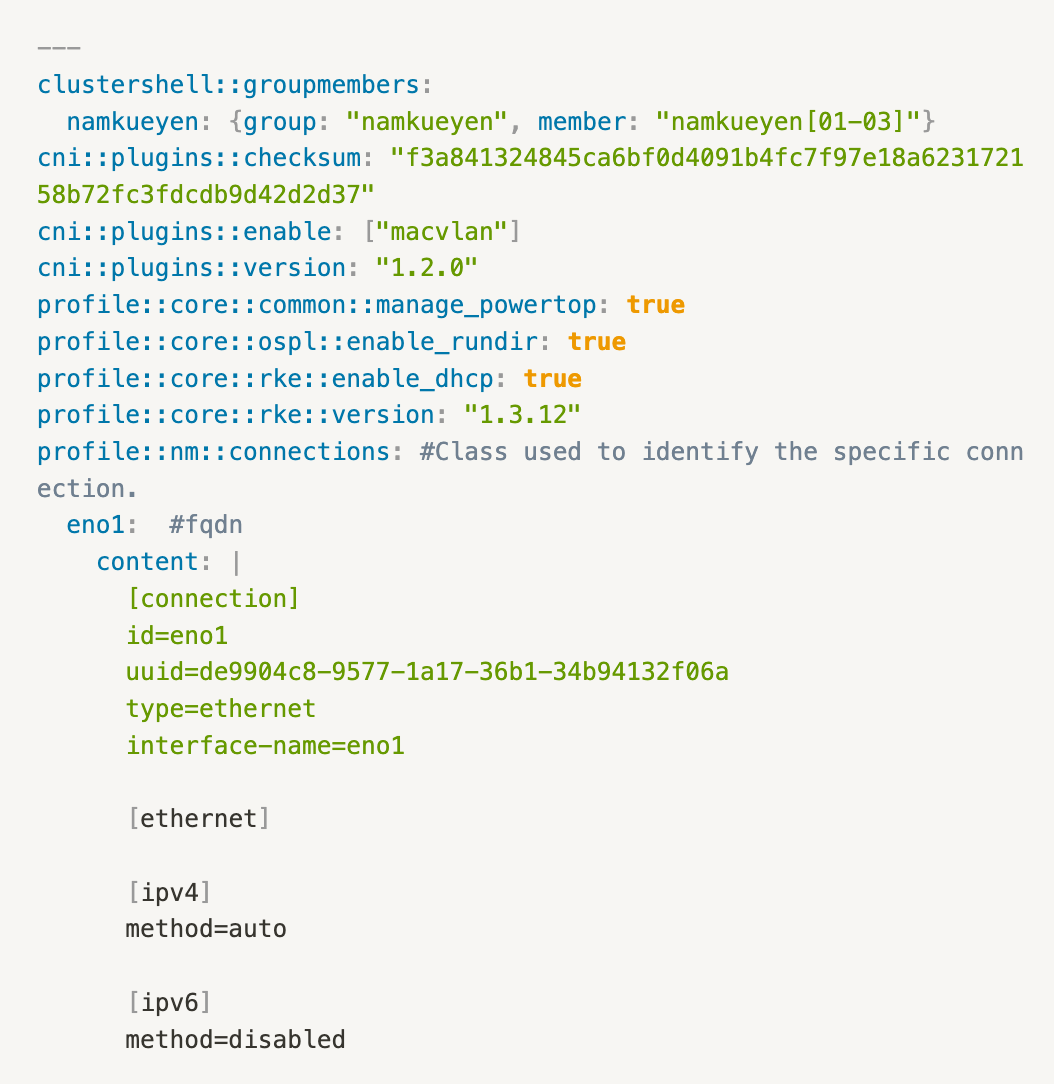 ---
clustershell::groupmembers:
  namkueyen: {group: "namkueyen", member: "namkueyen[01-03]"}
cni::plugins::checksum: "f3a841324845ca6bf0d4091b4fc7f97e18a6231721
58b72fc3fdcdb9d42d2d37"
cni::plugins::enable: ["macvlan"]
cni::plugins::version: "1.2.0"
profile::core::common::manage_powertop: true
profile::core::ospl::enable_rundir: true
profile::core::rke::enable_dhcp: true
profile::core::rke::version: "1.3.12"
profile::nm::connections: #Class used to identify the specific conn
ection.
  eno1:  #fqdn
    content: |
      [connection]
      id=eno1
      uuid=de9904c8-9577-1a17-36b1-34b94132f06a
      type=ethernet
      interface-name=eno1

      [ethernet]

      [ipv4]
      method=auto

      [ipv6]
      method=disabled